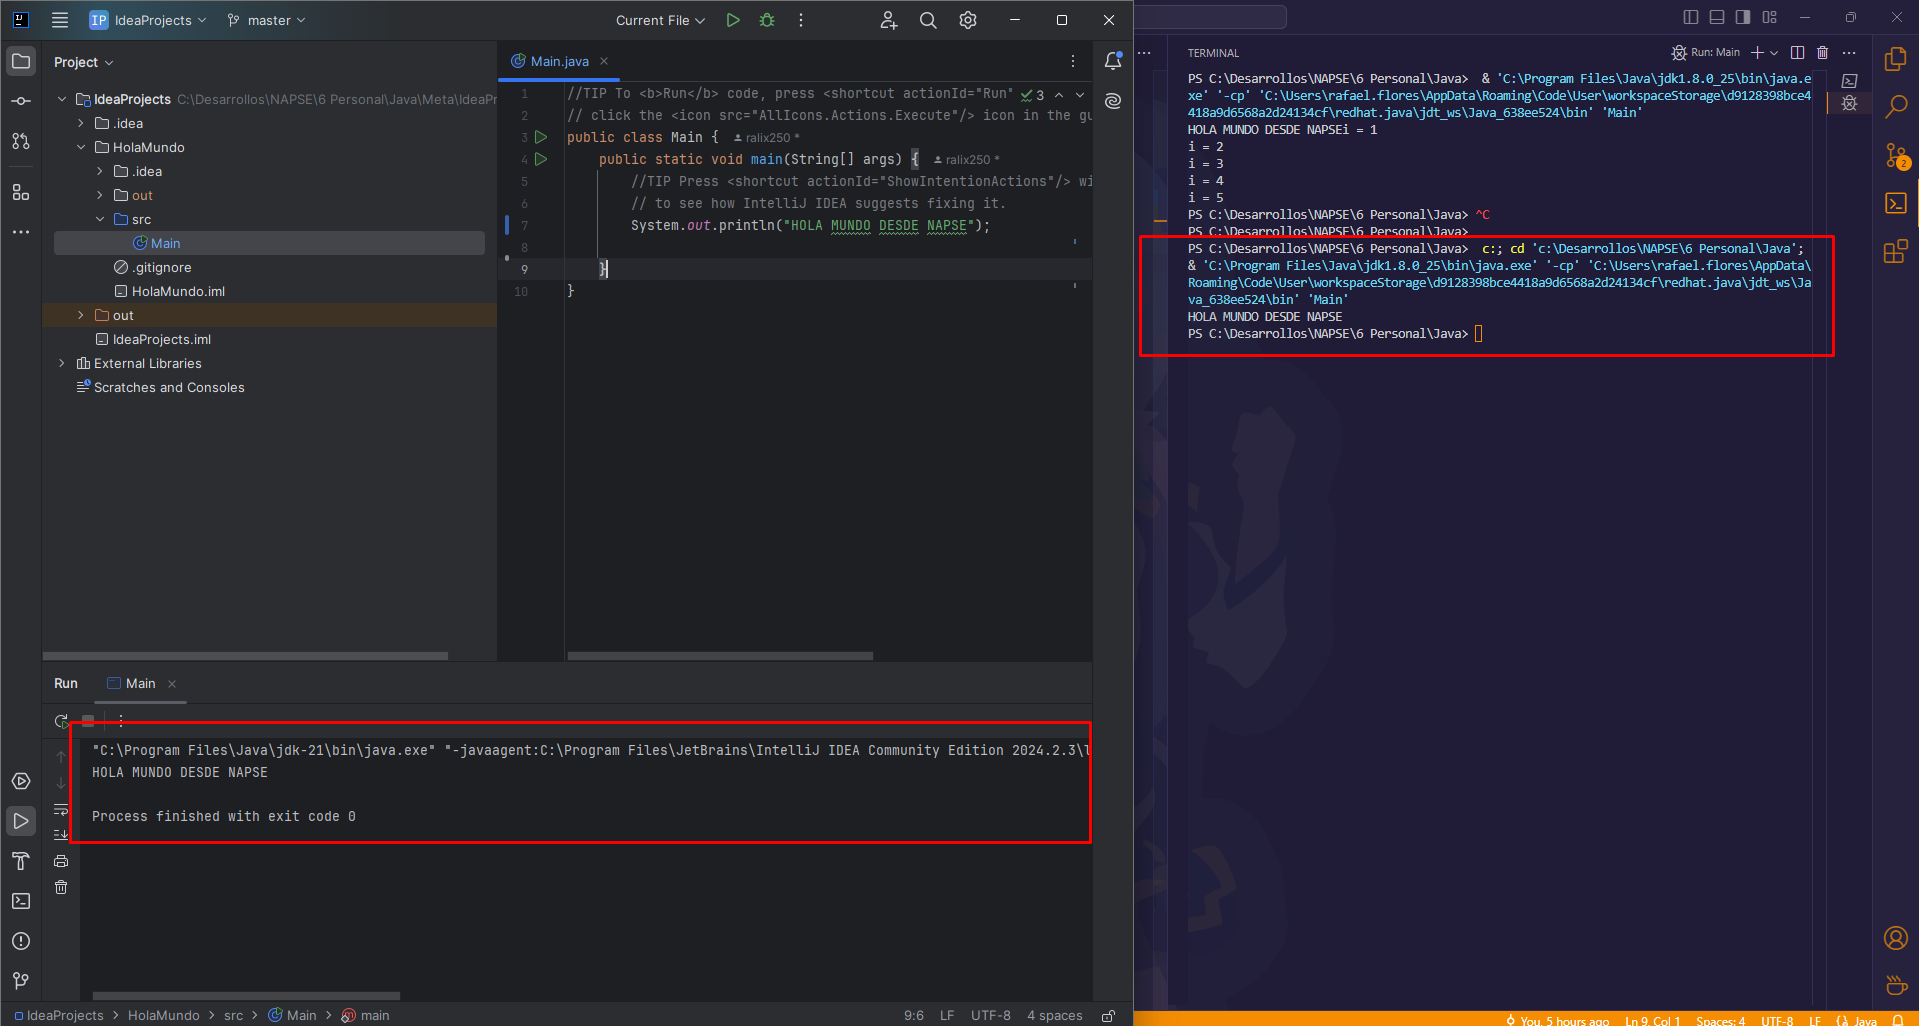 IP IdeaProjects master
Current File
Project
IdeaProjects C:\Desarrollos\NAPSE\6 Personal\Java\Meta\IdeaPr
.idea
HolaMundo
.idea
out
src
Main
.gitignore
HolaMundo.iml
out
IdeaProjects.iml
External Libraries
Scratches and Consoles
Main.java
3
1 //TIP To <b>Run</b> code, press <shortcut actionId="Run"
2 // click the <icon src="AllIcons.Actions.Execute"/> icon in the gu
3 public class Main { ralix250 *
4 public static void main(String[] args) { ralix250 *
5 //TIP Press <shortcut actionId="ShowIntentionActions"/> wi
6 // to see how IntelliJ IDEA suggests fixing it.
7 System.out.println("HOLA MUNDO DESDE NAPSE");
8
9 }
10 }
Run Main
"C:\Program Files\Java\jdk-21\bin\java.exe" "-javaagent:C:\Program Files\JetBrains\IntelliJ IDEA Community Edition 2024.2.3\l
HOLA MUNDO DESDE NAPSE
Process finished with exit code 0
IdeaProjects > HolaMundo > src > Main > main
9:6 LF UTF-8 4 spaces
TERMINAL
Run: Main
PS C:\Desarrollos\NAPSE\6 Personal\Java> & 'C:\Program Files\Java\jdk1.8.0_25\bin\java.e
xe' '-cp' 'C:\Users\rafael.flores\AppData\Roaming\Code\User\workspaceStorage\d9128398bce4
418a9d6568a2d24134cf\redhat.java\jdt_ws\Java_638ee524\bin' 'Main'
HOLA MUNDO DESDE NAPSEi = 1
i = 2
i = 3
i = 4
i = 5
PS C:\Desarrollos\NAPSE\6 Personal\Java> ^C
PS C:\Desarrollos\NAPSE\6 Personal\Java>
PS C:\Desarrollos\NAPSE\6 Personal\Java> c:; cd 'c:\Desarrollos\NAPSE\6 Personal\Java';
& 'C:\Program Files\Java\jdk1.8.0_25\bin\java.exe' '-cp' 'C:\Users\rafael.flores\AppData\
Roaming\Code\User\workspaceStorage\d9128398bce4418a9d6568a2d24134cf\redhat.java\jdt_ws\Ja
va_638ee524\bin' 'Main'
HOLA MUNDO DESDE NAPSE
PS C:\Desarrollos\NAPSE\6 Personal\Java>
2
You, 5 hours ago Ln 9, Col 1 Spaces: 4 UTF-8 LF {} Java